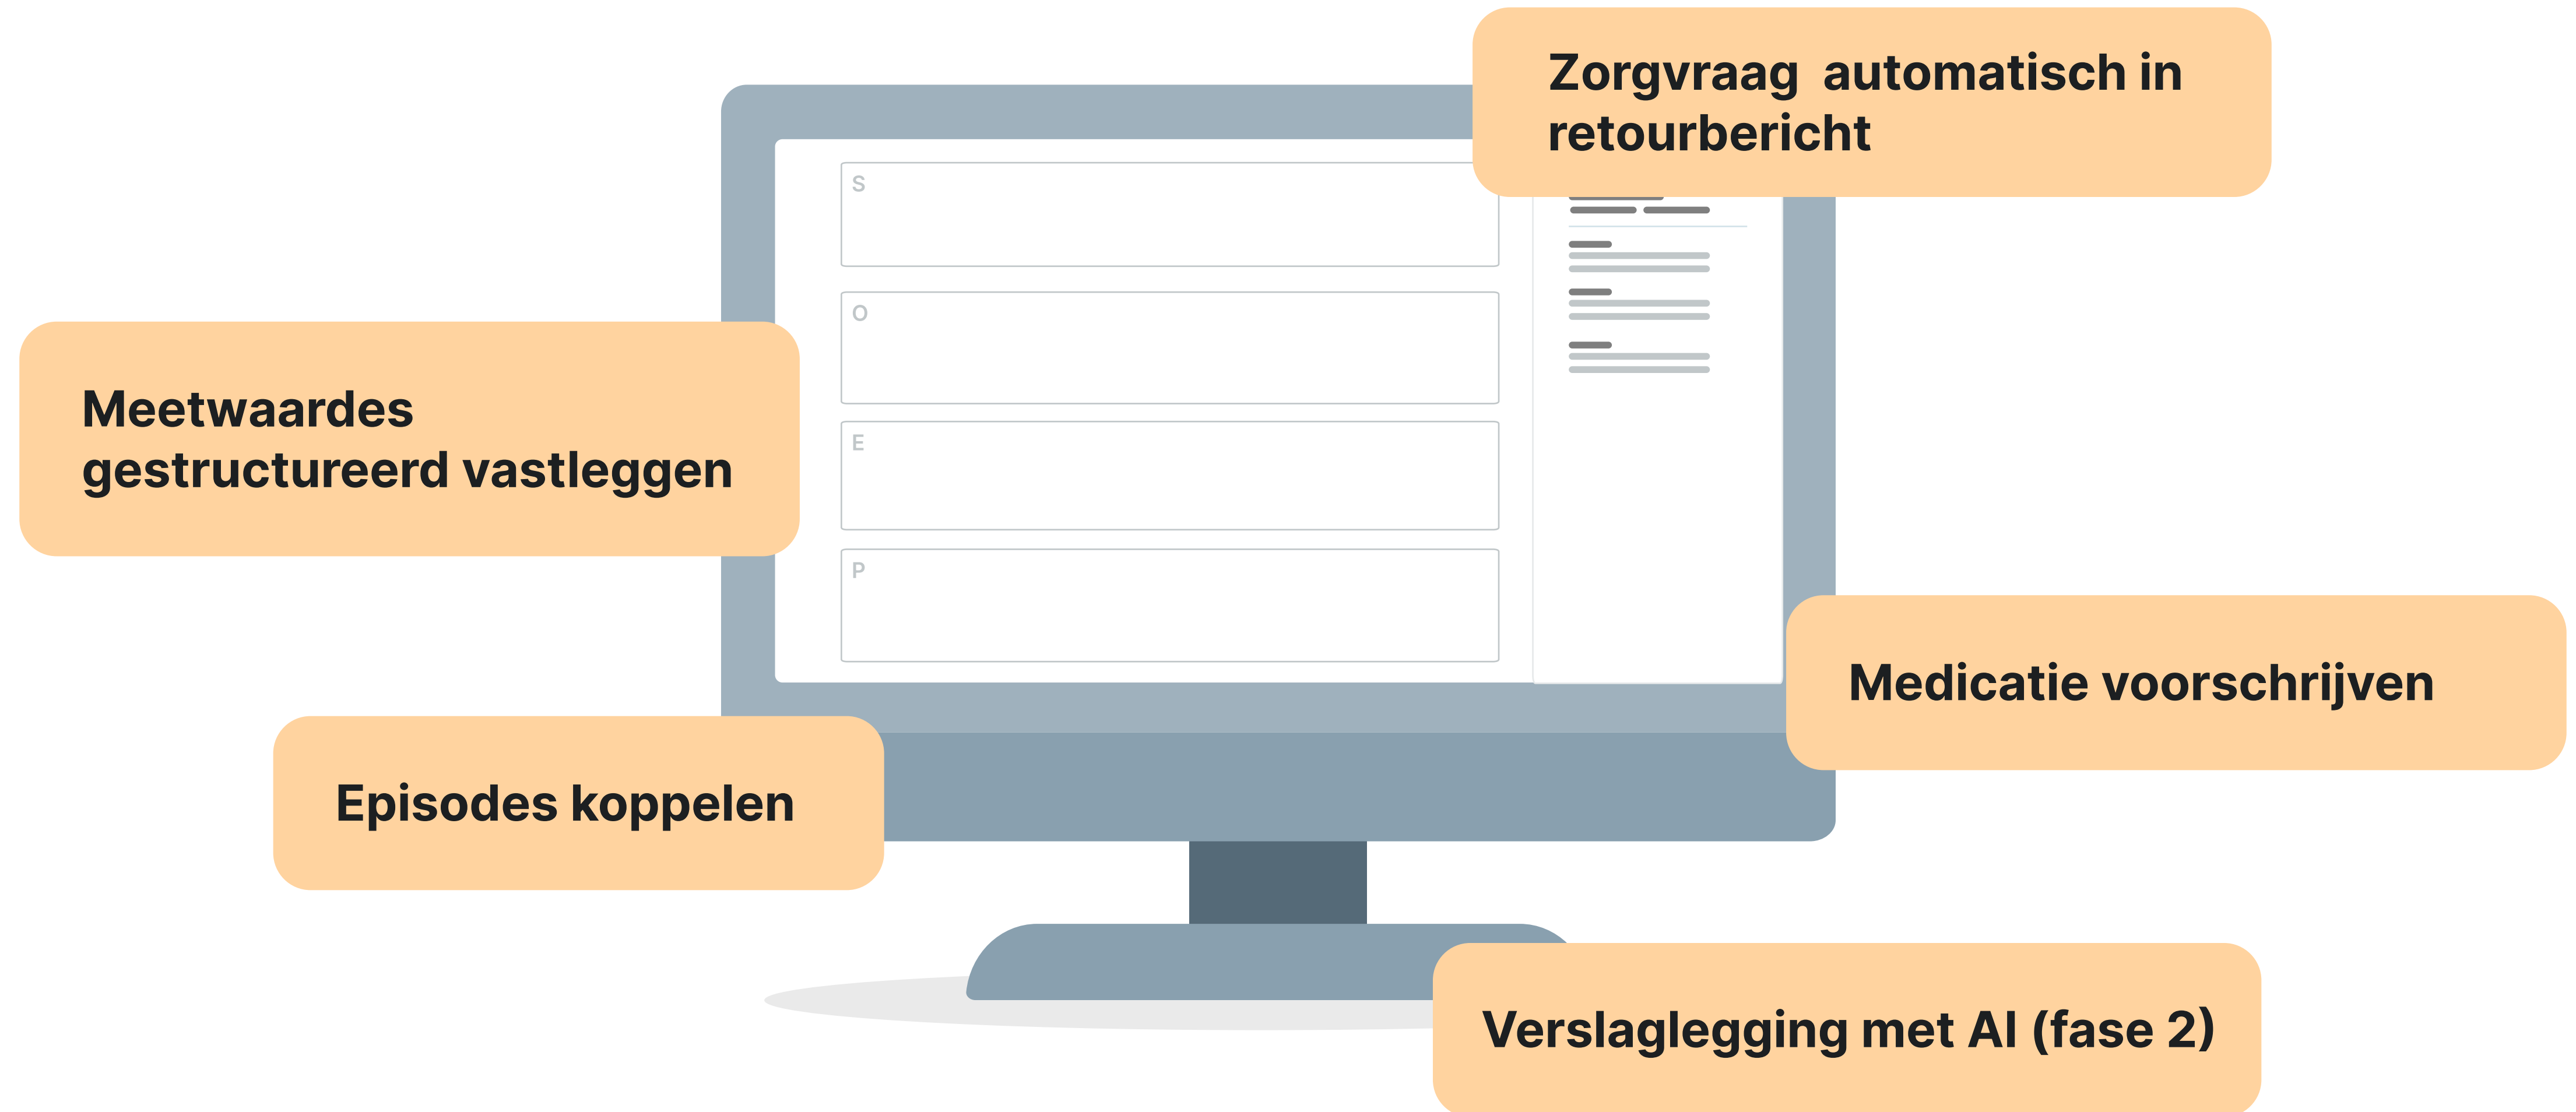 Zorgvraag  automatisch in
retourbericht
S
O
Meetwaardes
gestructureerd vastleggen
E
P
Medicatie voorschrijven
Episodes koppelen
Verslaglegging met AI (fase 2)